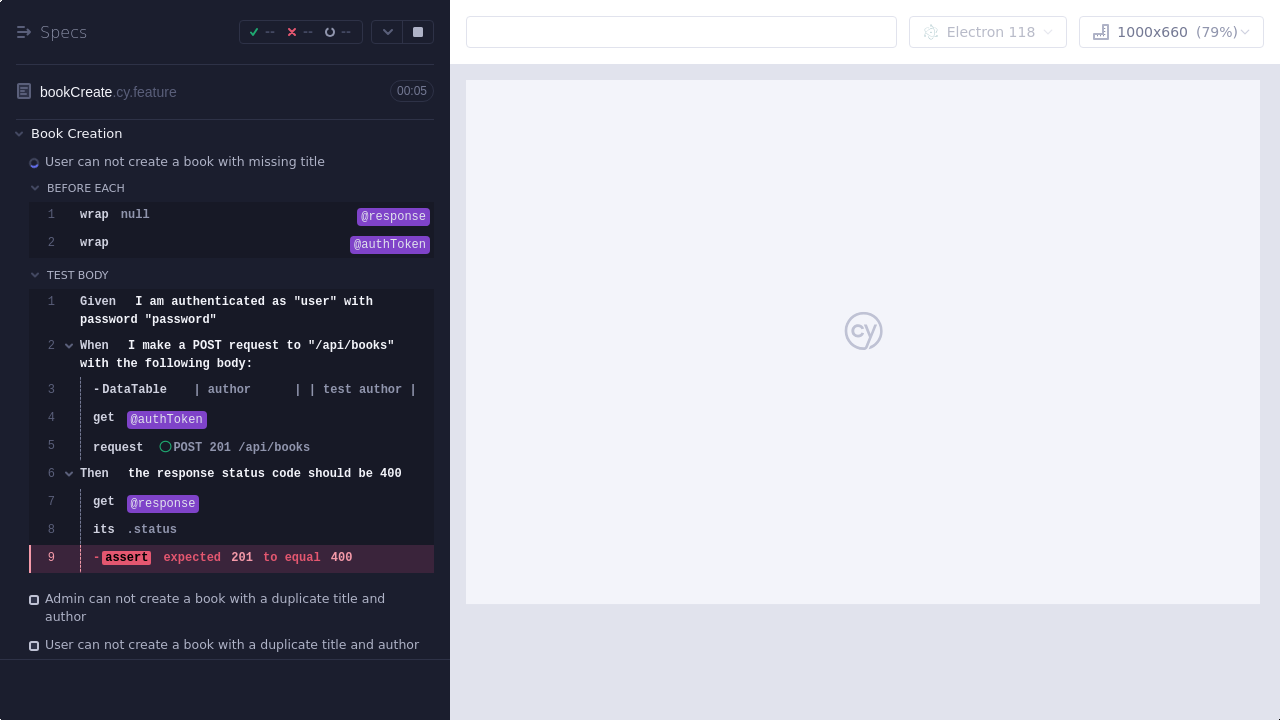 Specs
--
--
--
Electron 118
1000x660 (79%)
bookCreate.cy.feature
00:05
Book Creation
User can not create a book with missing title
BEFORE EACH
1 wrap null @response
2 wrap @authToken
TEST BODY
1 Given I am authenticated as "user" with
password "password"
2 When I make a POST request to "/api/books"
with the following body:
3 -DataTable | author | | test author |
4 get @authToken
5 request POST 201 /api/books
6 Then the response status code should be 400
7 get @response
8 its .status
9 -assert expected 201 to equal 400
Admin can not create a book with a duplicate title and
author
User can not create a book with a duplicate title and author
cy